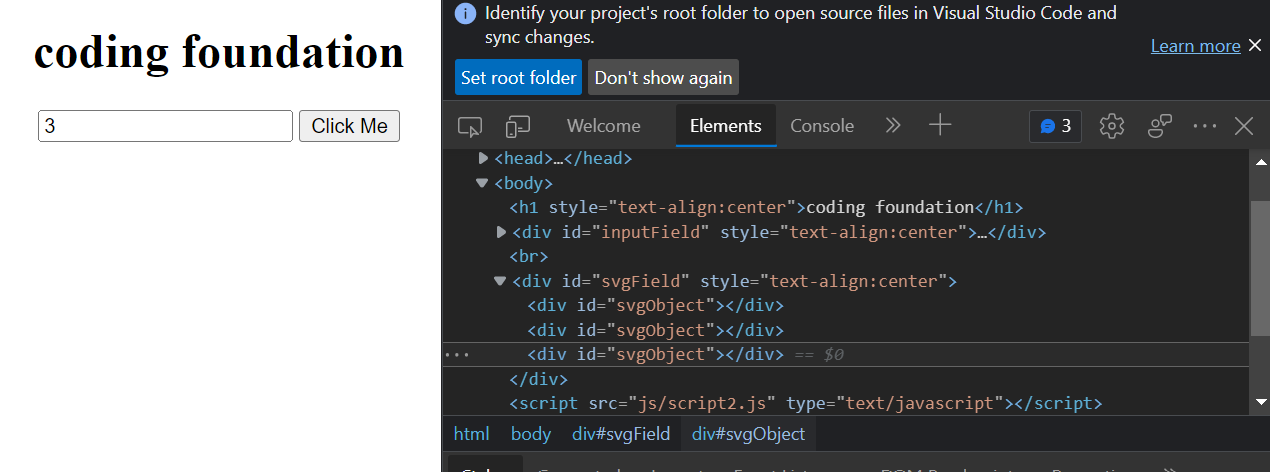 coding foundation
3 Click Me
Identify your project's root folder to open source files in Visual Studio Code and
sync changes.
Learn more
Set root folder Don't show again
Welcome Elements Console 3
<head>…</head>
<body>
<h1 style="text-align:center">coding foundation</h1>
<div id="inputField" style="text-align:center">…</div>
<br>
<div id="svgField" style="text-align:center">
<div id="svgObject"></div>
<div id="svgObject"></div>
<div id="svgObject"></div> == $0
</div>
<script src="js/script2.js" type="text/javascript"></script>
html body div#svgField div#svgObject